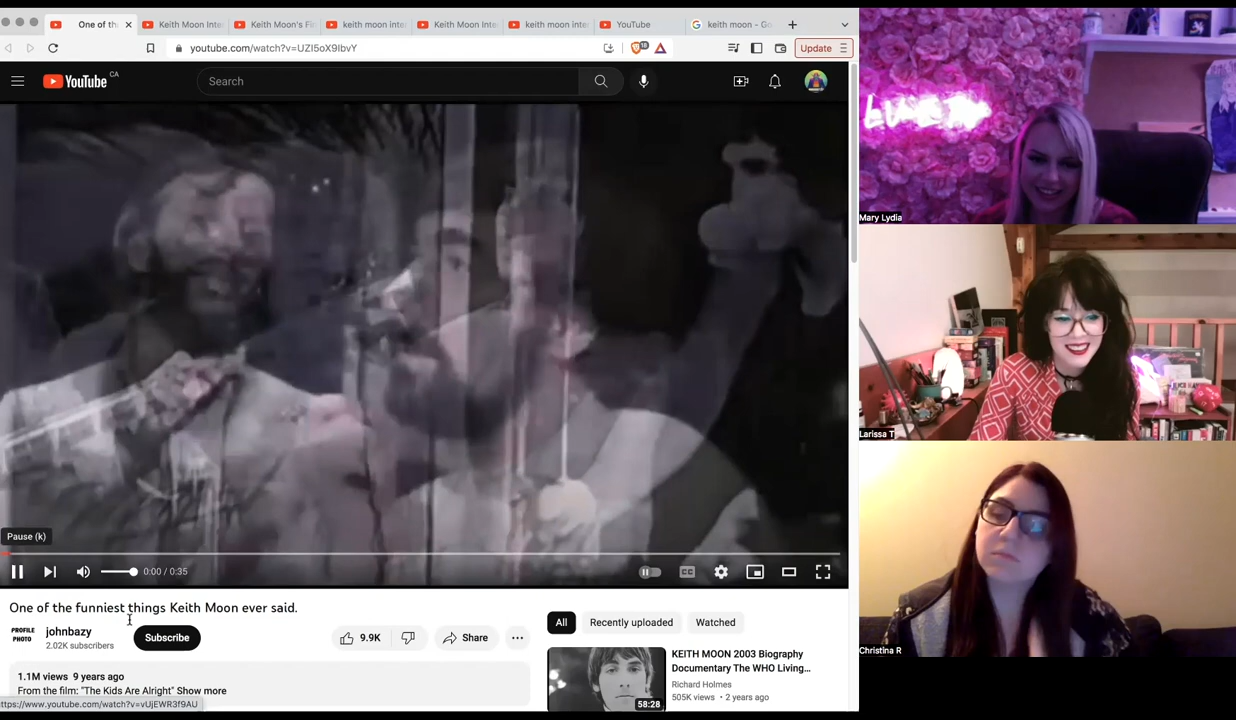 One of th
Keith Moon Inte
Keith Moon's Fi
keith moon inte
Keith Moon Inte
keith moon inte
YouTube
keith moon - Go
youtube.com/watch?v=UZI5oX9IbvY
18
Update
YouTube
CA
Search
Pause (k)
0:00 / 0:35
CC
One of the funniest things Keith Moon ever said.
PROFILE
PHOTO
johnbazy
2.02K subscribers
Subscribe
9.9K
Share
1.1M views 9 years ago
From the film: "The Kids Are Alright" Show more
ttps://www.youtube.com/watch?v=vUjEWR3f9AU
All
Recently uploaded
Watched
KEITH MOON 2003 Biography
Documentary The WHO Living...
Richard Holmes
505K views • 2 years ago
58:28
Mary Lydia
Larissa T
Christina R